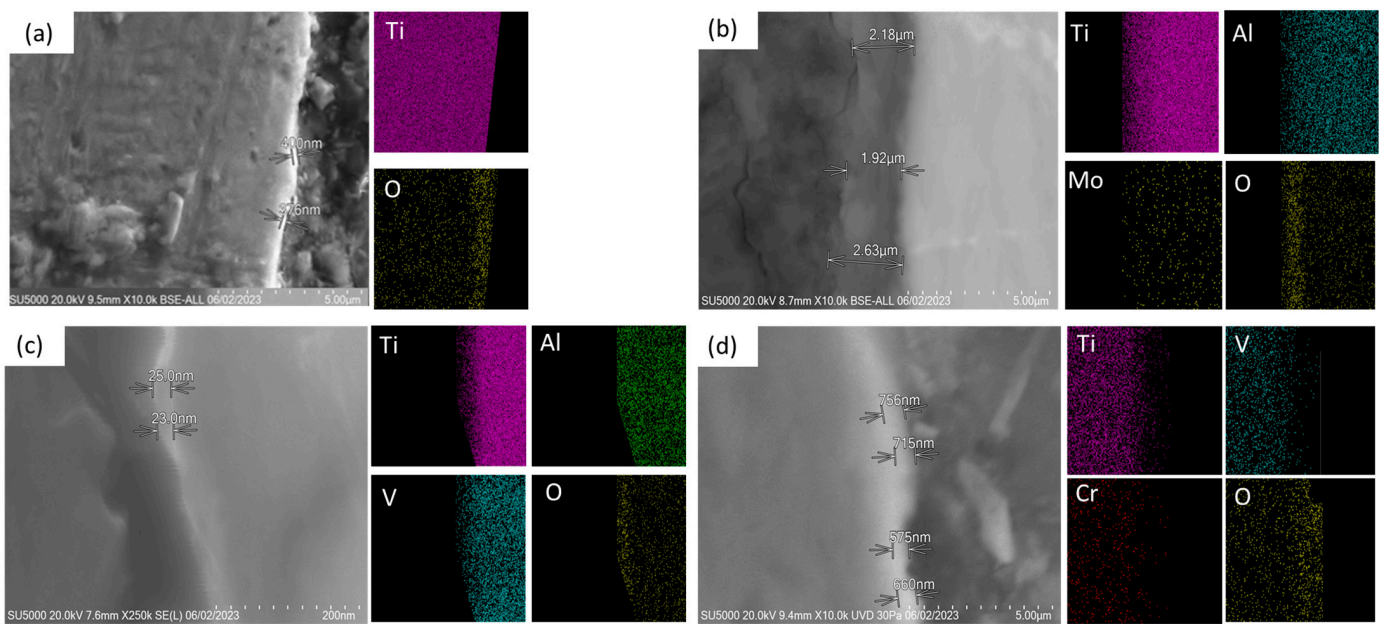 (a)
Ti
400nm
376nm
O
SU5000 20.0kV 9.5mm X10.0k BSE-ALL 06/02/2023
5.00µm
(b)
2.18µm
1.92µm
2.63µm
Ti
Al
Mo
O
SU5000 20.0kV 8.7mm X10.0k BSE-ALL 06/02/2023
5.00µm
(c)
25.0nm
23.0nm
Ti
Al
V
O
SU5000 20.0kV 7.6mm X250k SE(L) 06/02/2023
200nm
(d)
756nm
715nm
575nm
660nm
Ti
V
Cr
O
SU5000 20.0kV 9.4mm X10.0k UVD 30Pa 06/02/2023
5.00µm